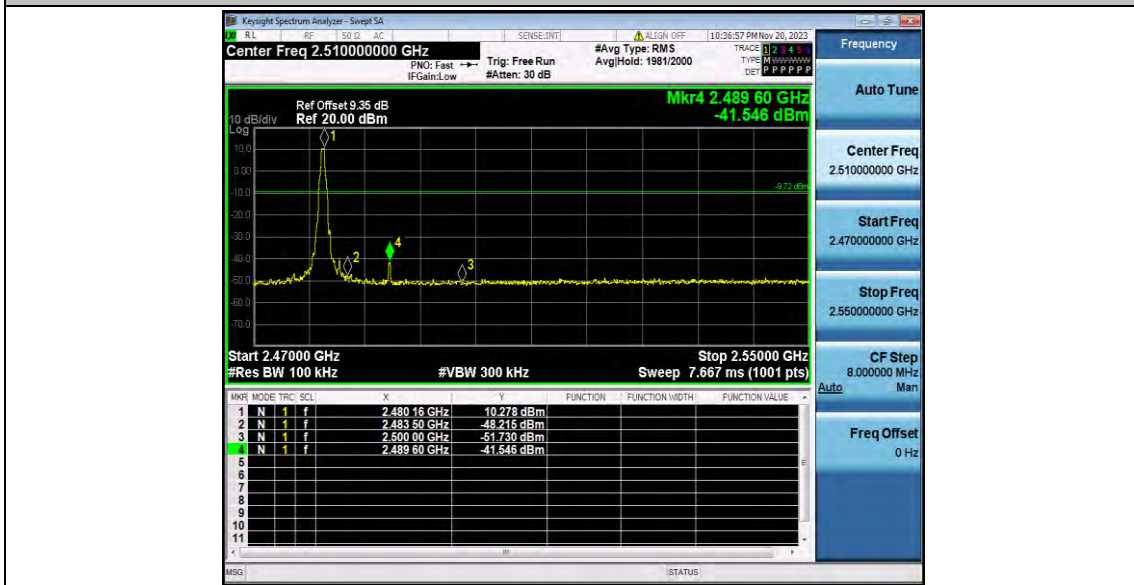 Keysight Spectrum Analyzer - Swept SA
RL RF 50 Ω AC SENSE:INT ALIGN OFF 10:36:57 PM Nov 20, 2023
Center Freq 2.510000000 GHz
PNO: Fast
IFGain:Low
Trig: Free Run
#Atten: 30 dB
#Avg Type: RMS
Avg|Hold: 1981/2000
TRACE 1 2 3 4 5 6
TYPE M WWWWW
DET P P P P P P
Ref Offset 9.35 dB
Ref 20.00 dBm
10 dB/div
Log
Mkr4 2.489 60 GHz
-41.546 dBm
10.0
0.00
-10.0
-20.0
-30.0
-40.0
-50.0
-60.0
-70.0
1
2
3
4
-9.72 dBm
Start 2.47000 GHz
#Res BW 100 kHz
#VBW 300 kHz
Stop 2.55000 GHz
Sweep 7.667 ms (1001 pts)
MKR MODE TRC SCL X Y FUNCTION FUNCTION WIDTH FUNCTION VALUE
1 N 1 f 2.480 16 GHz 10.278 dBm
2 N 1 f 2.483 50 GHz -48.215 dBm
3 N 1 f 2.500 00 GHz -51.730 dBm
4 N 1 f 2.489 60 GHz -41.546 dBm
5
6
7
8
9
10
11
MSG
STATUS
Frequency
Auto Tune
Center Freq
2.510000000 GHz
Start Freq
2.470000000 GHz
Stop Freq
2.550000000 GHz
CF Step
8.000000 MHz
Auto Man
Freq Offset
0 Hz